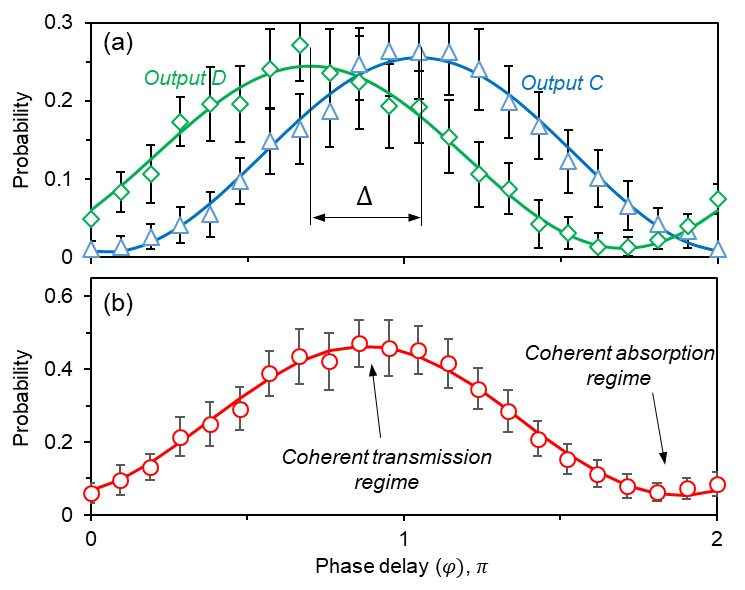 (a)
0.3
0.2
0.1
0
Probability
Output D
Output C
Δ
(b)
0.6
0.4
0.2
0
Probability
Coherent absorption
regime
Coherent transmission
regime
0
1
2
Phase delay (φ), π